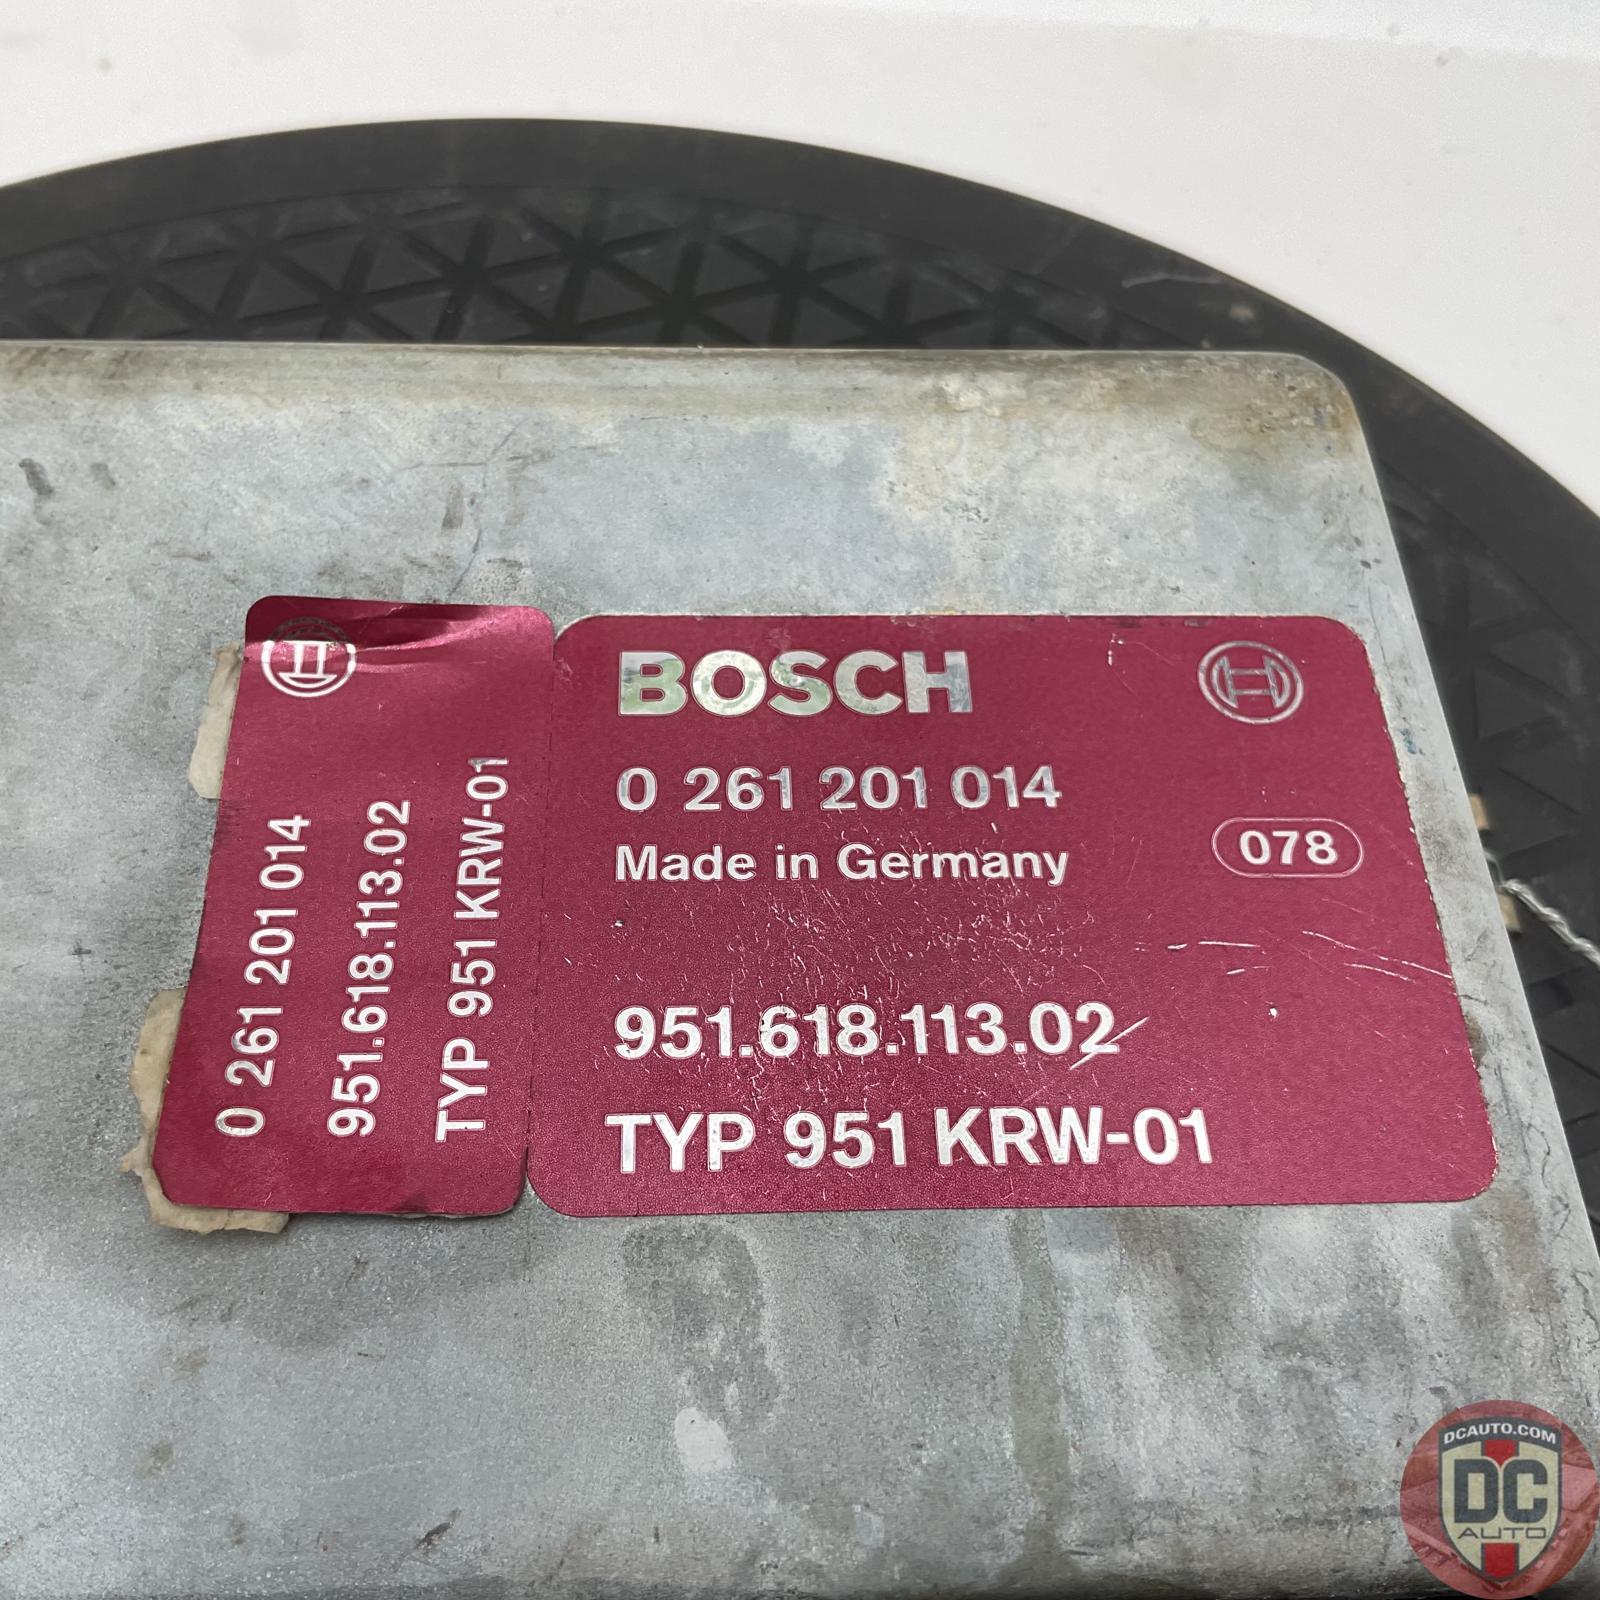 0 261 201 014
951.618.113.02
TYP 951 KRW-01
BOSCH
0 261 201 014
Made in Germany
078
951.618.113.02
TYP 951 KRW-01
DCAUTO.COM
DC
AUTO